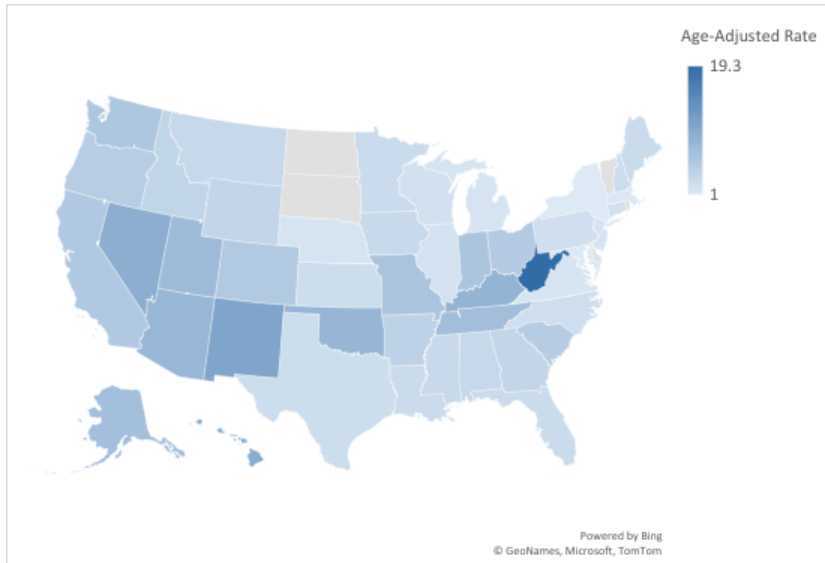 Age-Adjusted Rate
19.3
1
Powered by Bing
© GeoNames, Microsoft, TomTom